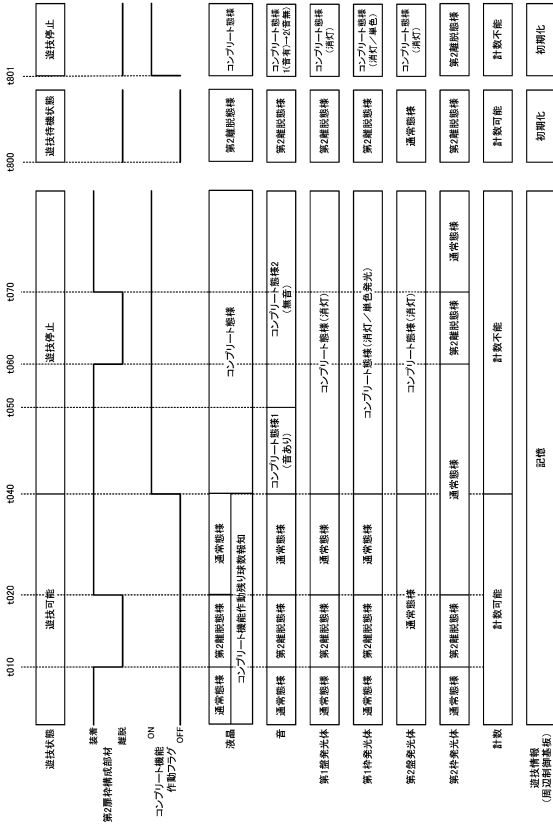 t010
t020
t040
t050
t060
t070
t800
t801
遊技状態
遊技可能
遊技停止
遊技待機状態
遊技停止
第2扉枠構成部材
装着
離脱
コンプリート機能
作動フラグ
ON
OFF
液晶
通常態様
第2離脱態様
通常態様
コンプリート機能作動残り球数報知
コンプリート態様
第2離脱態様
コンプリート態様
音
通常態様
第2離脱態様
通常態様
コンプリート態様1
(音あり)
コンプリート態様2
(無音)
第2離脱態様
コンプリート態様
1(音有)→2(音無)
第1盤発光体
通常態様
第2離脱態様
通常態様
コンプリート態様(消灯)
第2離脱態様
コンプリート態様
(消灯)
第1枠発光体
通常態様
第2離脱態様
通常態様
コンプリート態様(消灯/単色発光)
第2離脱態様
コンプリート態様
(消灯/単色)
第2盤発光体
通常態様
コンプリート態様(消灯)
通常態様
コンプリート態様
(消灯)
第2枠発光体
通常態様
第2離脱態様
通常態様
第2離脱態様
通常態様
第2離脱態様
第2離脱態様
計数
計数可能
計数不能
計数可能
計数不能
遊技情報
(周辺制御基板)
記憶
初期化
初期化